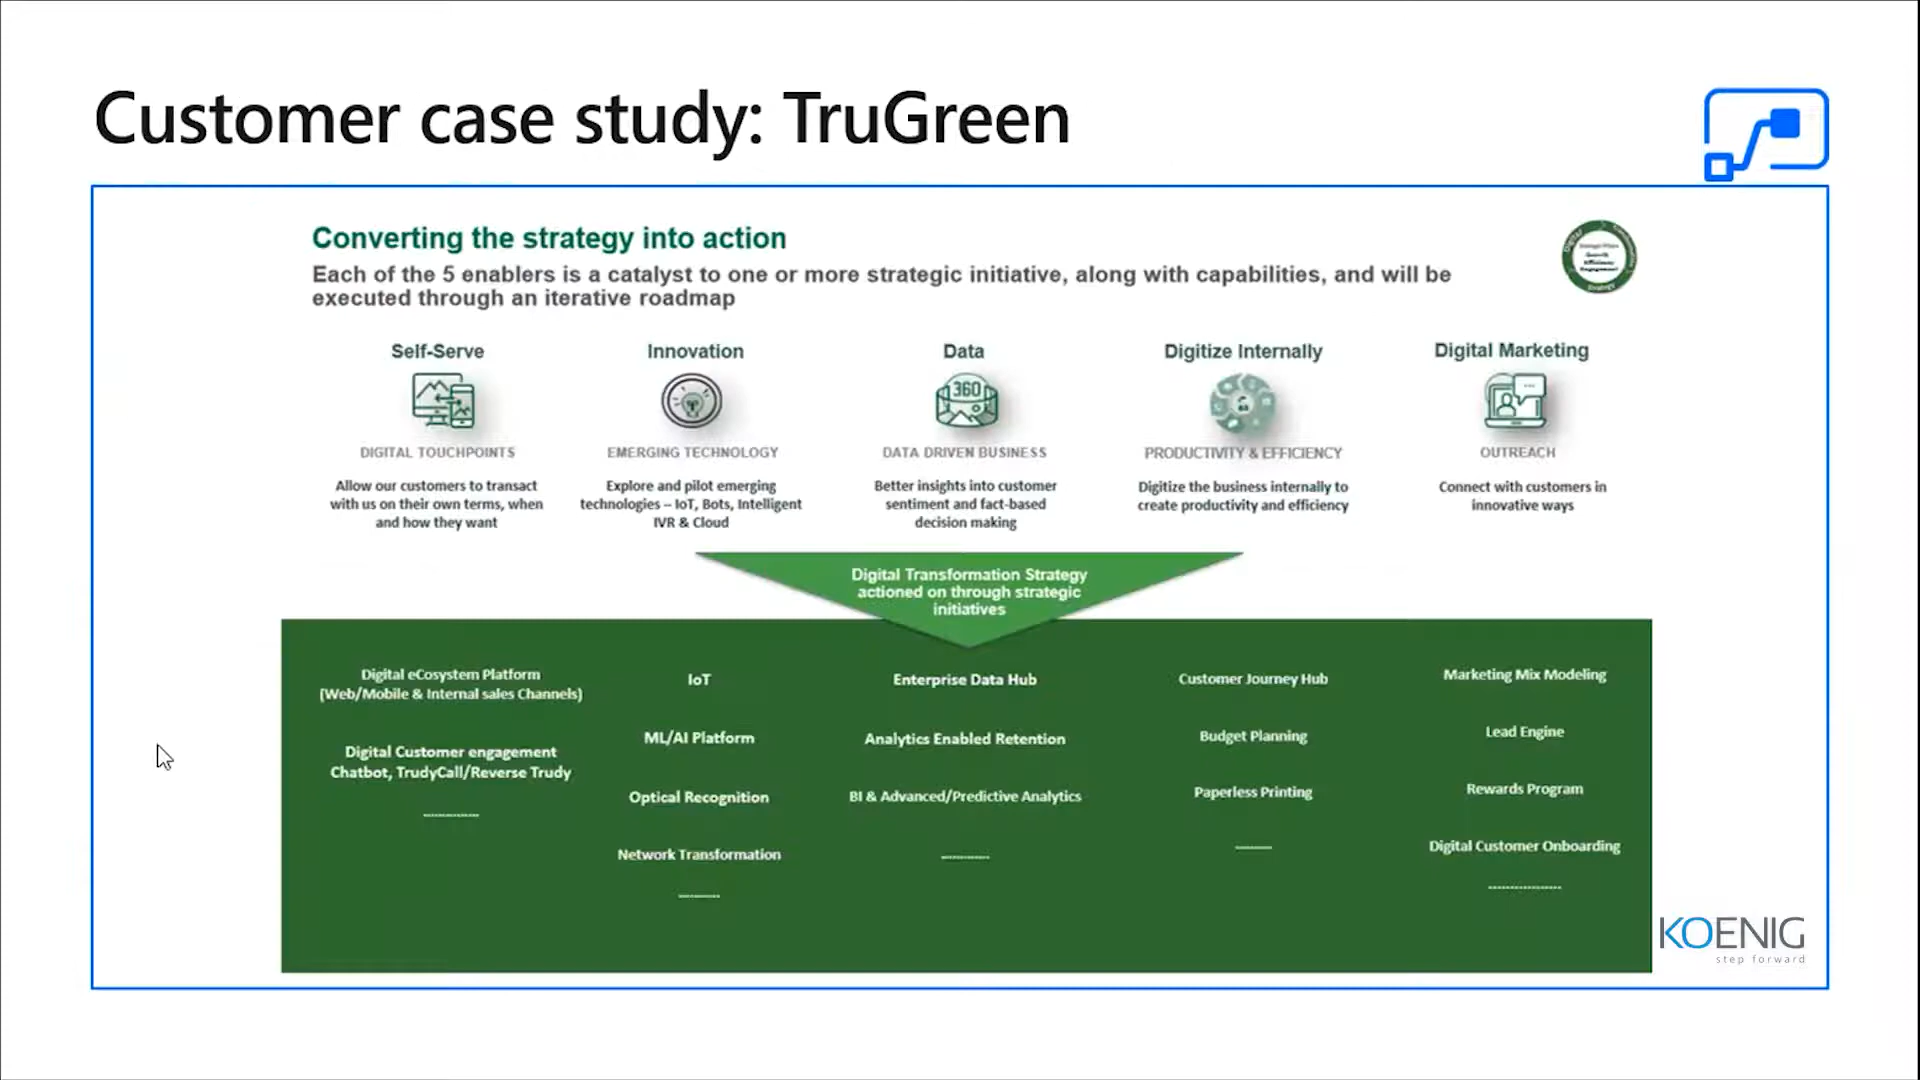 Customer case study: TruGreen
Converting the strategy into action
Each of the 5 enablers is a catalyst to one or more strategic initiative, along with capabilities, and will be
executed through an iterative roadmap
Self-Serve
DIGITAL TOUCHPOINTS
Allow our customers to transact
with us on their own terms, when
and how they want
Innovation
EMERGING TECHNOLOGY
Explore and pilot emerging
technologies – IoT, Bots, Intelligent
IVR & Cloud
Data
360
DATA DRIVEN BUSINESS
Better insights into customer
sentiment and fact-based
decision making
Digitize Internally
PRODUCTIVITY & EFFICIENCY
Digitize the business internally to
create productivity and efficiency
Digital Marketing
OUTREACH
Connect with customers in
innovative ways
Digital Transformation Strategy
actioned on through strategic
initiatives
Digital eCosystem Platform
(Web/Mobile & Internal sales Channels)
Digital Customer engagement
Chatbot, TrudyCall/Reverse Trudy
IoT
ML/AI Platform
Optical Recognition
Network Transformation
Enterprise Data Hub
Analytics Enabled Retention
BI & Advanced/Predictive Analytics
Customer Journey Hub
Budget Planning
Paperless Printing
Marketing Mix Modeling
Lead Engine
Rewards Program
Digital Customer Onboarding
KOENIG
step forward